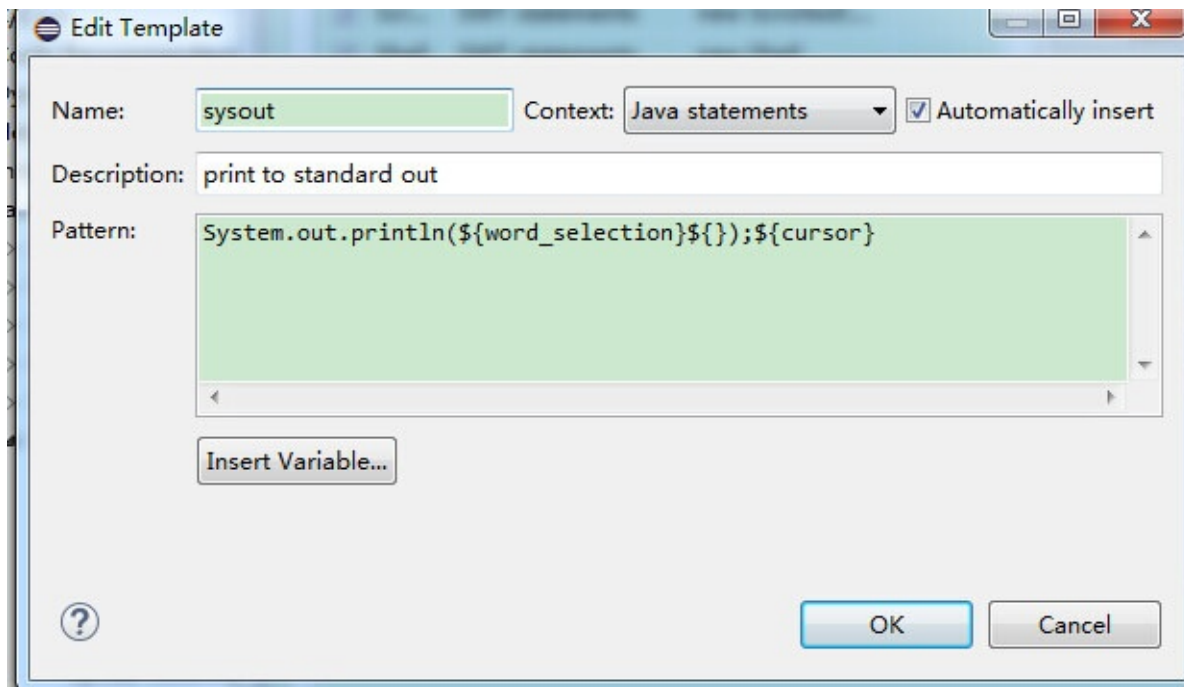 Edit Template
Name: sysout Context: Java statements Automatically insert
Description: print to standard out
Pattern: System.out.println(${word_selection}${});${cursor}
Insert Variable...
OK Cancel